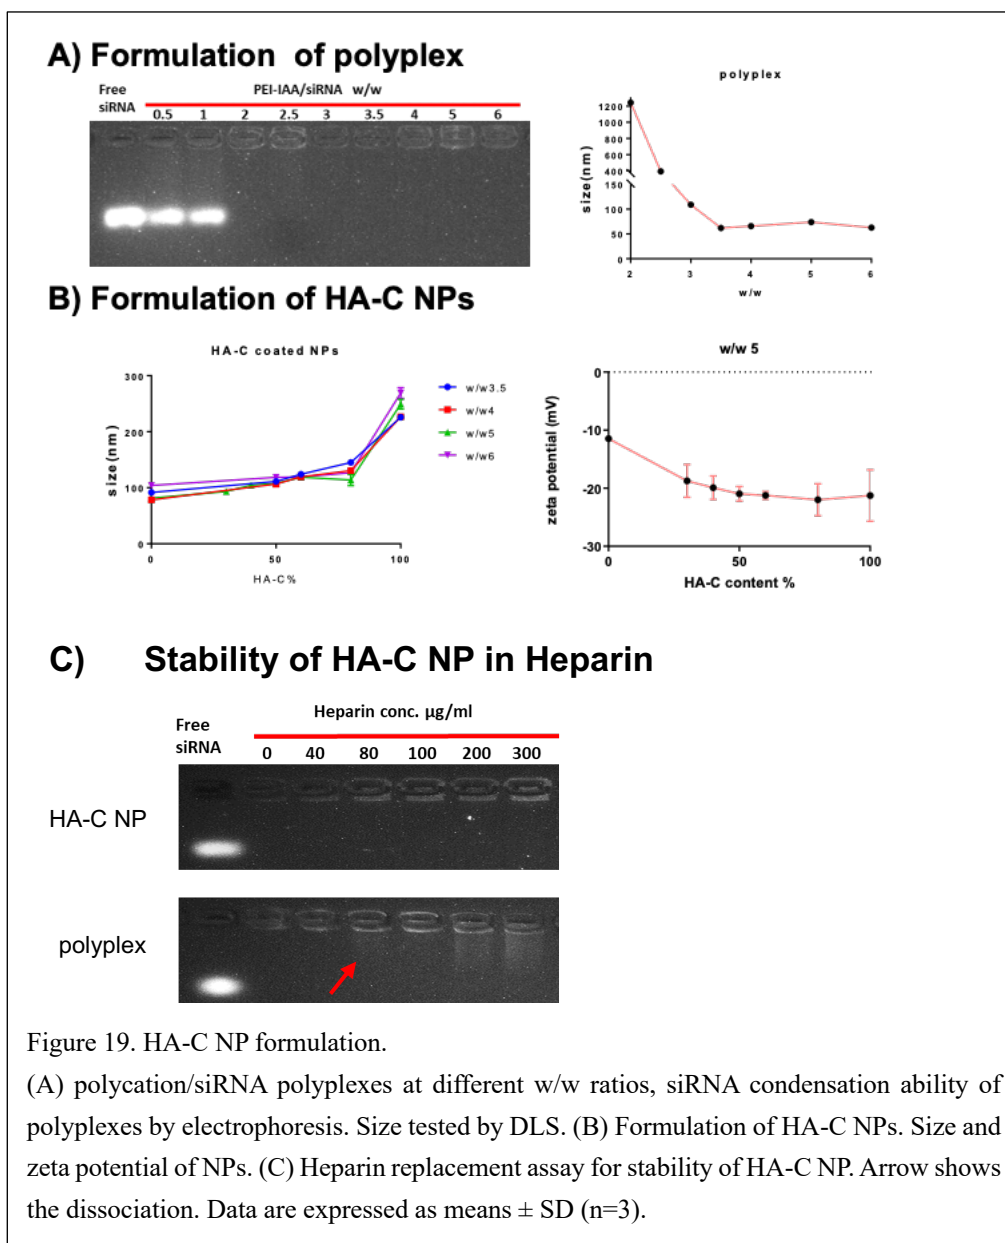 A) Formulation of polyplex
Free
siRNA
PEI-IAA/siRNA w/w
0.5 1 2 2.5 3 3.5 4 5 6
polyplex
size(nm)
1200
1000
800
600
400
150
100
50
0
2 3 4 5 6
w/w
B) Formulation of HA-C NPs
HA-C coated NPs
size(nm)
300
200
100
0
0 50 100
HA-C%
w/w3.5
w/w4
w/w5
w/w6
w/w 5
zeta potential (mV)
0
-10
-20
-30
0 50 100
HA-C content %
C) Stability of HA-C NP in Heparin
Free
siRNA
Heparin conc. μg/ml
0 40 80 100 200 300
HA-C NP
polyplex
Figure 19. HA-C NP formulation.
(A) polycation/siRNA polyplexes at different w/w ratios, siRNA condensation ability of
polyplexes by electrophoresis. Size tested by DLS. (B) Formulation of HA-C NPs. Size and
zeta potential of NPs. (C) Heparin replacement assay for stability of HA-C NP. Arrow shows
the dissociation. Data are expressed as means ± SD (n=3).